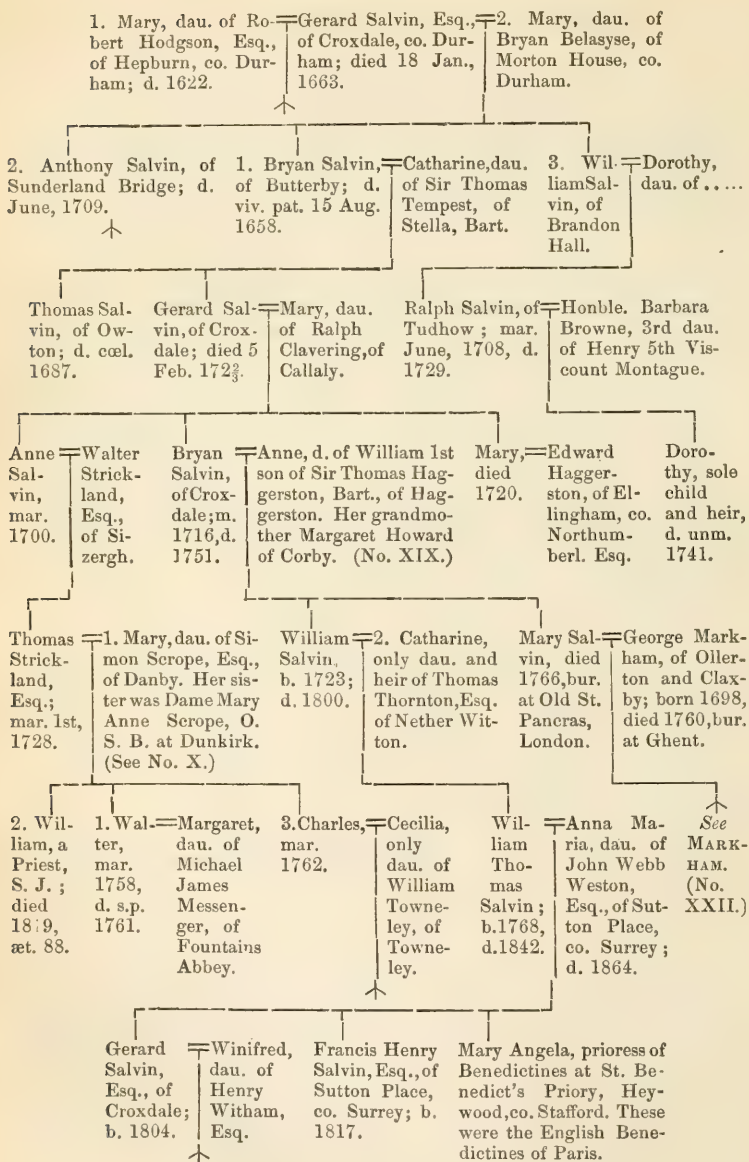 1. Mary, dau. of Ro-
bert Hodgson, Esq.,
of Hepburn, co. Dur-
ham; d. 1622.
Gerard Salvin, Esq.,
of Croxdale, co. Dur-
ham; died 18 Jan.,
1663.
2. Mary, dau. of
Bryan Belasyse, of
Morton House, co.
Durham.
2. Anthony Salvin, of
Sunderland Bridge; d.
June, 1709.
1. Bryan Salvin,
of Butterby; d.
viv. pat. 15 Aug.
1658.
Catharine, dau.
of Sir Thomas
Tempest, of
Stella, Bart.
3. Wil-
liam Sal-
vin, of
Brandon
Hall.
Dorothy,
dau. of .. ...
Thomas Sal-
vin, of Ow-
ton; d. cœl.
1687.
Gerard Sal-
vin, of Crox-
dale; died 5
Feb. 172⅔.
Mary, dau.
of Ralph
Clavering, of
Callaly.
Ralph Salvin, of
Tudhow; mar.
June, 1708, d.
1729.
Honble. Barbara
Browne, 3rd dau.
of Henry 5th Vis-
count Montague.
Anne
Sal-
vin,
mar.
1700.
Walter
Strick-
land,
Esq.,
of Si-
zergh.
Bryan
Salvin,
of Crox-
dale; m.
1716, d.
1751.
Anne, d. of William 1st
son of Sir Thomas Hag-
gerston, Bart., of Hag-
gerston. Her grandmo-
ther Margaret Howard
of Corby. (No. XIX.)
Mary,
died
1720.
Edward
Hagger-
ston, of El-
lingham, co.
Northum-
berl. Esq.
Doro-
thy, sole
child
and heir,
d. unm.
1741.
Thomas
Strick-
land,
Esq.;
mar. 1st,
1728.
1. Mary, dau. of Si-
mon Scrope, Esq.,
of Danby. Her sis-
ter was Dame Mary
Anne Scrope, O.
S. B. at Dunkirk.
(See No. X.)
William
Salvin,
b. 1723;
d. 1800.
2. Catharine,
only dau. and
heir of Thomas
Thornton, Esq.
of Nether Wit-
ton.
Mary Sal-
vin, died
1766, bur.
at Old St.
Pancras,
London.
George Mark-
ham, of Oller-
ton and Clax-
by; born 1698,
died 1760, bur.
at Ghent.
2. Wil-
liam, a
Priest,
S. J.;
died
æt. 88.
1. Wal-
ter,
mar.
1758,
d. s.p.
1761.
Margaret,
dau. of
Michael
James
Messen-
ger, of
Fountains
Abbey.
3. Charles,
mar.
1762.
Cecilia,
only
dau. of
William
Towne-
ley, of
Towne-
ley.
Wil-
liam
Tho-
mas
Salvin;
b. 1768,
d. 1842.
Anna Ma-
ria, dau. of
John Webb
Weston,
Esq., of Sut-
ton Place,
co. Surrey;
d. 1864.
See
MARK-
HAM.
(No.
XXII.)
Gerard
Salvin,
Esq., of
Croxdale;
b. 1804.
Winifred,
dau. of
Henry
Witham,
Esq.
Francis Henry
Salvin, Esq., of
Sutton Place,
co. Surrey; b.
1817.
Mary Angela, prioress of
Benedictines at St. Be-
nedict's Priory, Hey-
wood, co. Stafford. These
were the English Bene-
dictines of Paris.